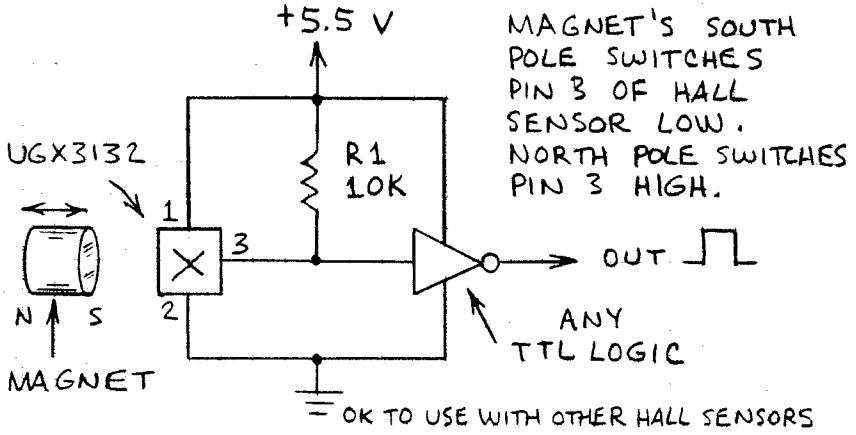 +5.5 V
MAGNET'S SOUTH
POLE SWITCHES
PIN 3 OF HALL
SENSOR LOW.
NORTH POLE SWITCHES
PIN 3 HIGH.
UGX3132
R1
10K
1
3
2
OUT
N S
MAGNET
ANY
TTL LOGIC
OK TO USE WITH OTHER HALL SENSORS